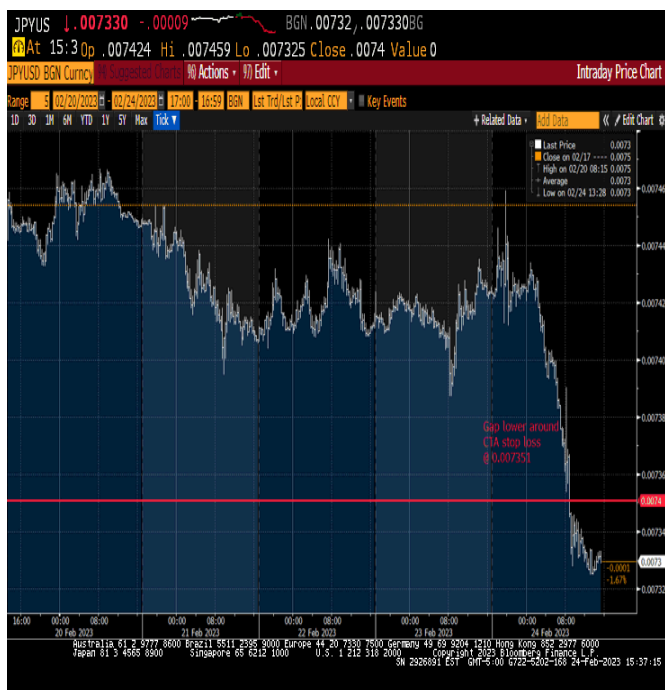 JPYUS ↓.007330 -.00009 BGN.00732/.007330BG
At 15:3 Op .007424 Hi .007459 Lo .007325 Close .0074 Value 0
JPYUSD BGN Curncy 94) Suggested Charts 96) Actions ▾ 97) Edit ▾ Intraday Price Chart
Range 5 02/20/2023 - 02/24/2023 17:00 - 16:59 BGN Lst Trd/Lst Pr Local CCY Key Events
1D 3D 1M 6M YTD 1Y 5Y Max Tick ▼ + Related Data ▾ Add Data « Edit Chart
Last Price 0.0073
Close on 02/17 ---- 0.0075
High on 02/20 08:15 0.0075
Average 0.0073
Low on 02/24 13:28 0.0073
0.00746
0.00744
0.00742
0.00740
0.00738
Gap lower around
CTA stop loss
@ 0.007351
0.00736
0.0074
0.0073
-0.0001
-1.67%
0.00732
16:00 00:00 08:00 00:00 08:00 00:00 08:00 00:00 08:00 00:00 08:00
20 Feb 2023 21 Feb 2023 22 Feb 2023 23 Feb 2023 24 Feb 2023
Australia 61 2 9777 8600 Brazil 5511 2395 9000 Europe 44 20 7330 7500 Germany 49 69 9204 1210 Hong Kong 852 2977 6000
Japan 81 3 4565 8900 Singapore 65 6212 1000 U.S. 1 212 318 2000 Copyright 2023 Bloomberg Finance L.P.
SN 2926891 EST GMT-5:00 G722-5202-168 24-Feb-2023 15:37:15